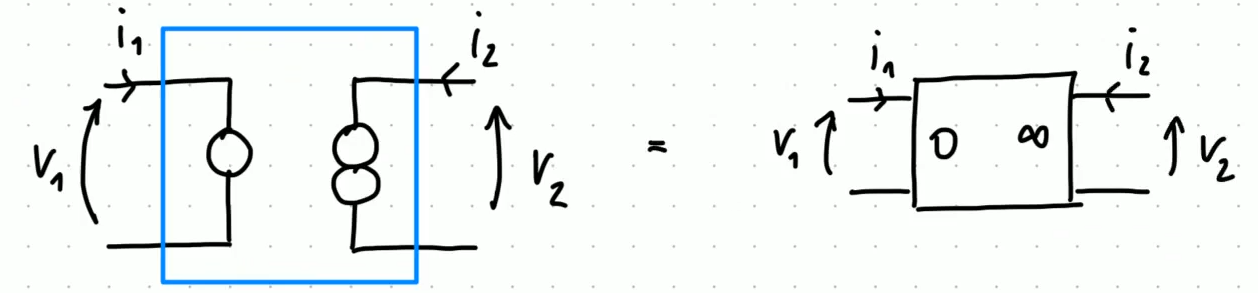 i₁ i₂
V₁ V₂
=
i₁ i₂
V₁ 0 ∞ V₂